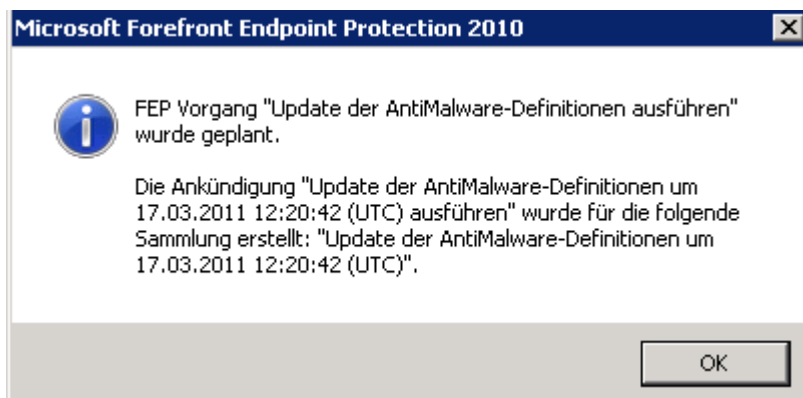 Microsoft Forefront Endpoint Protection 2010
FEP Vorgang "Update der AntiMalware-Definitionen ausführen"
wurde geplant.
Die Ankündigung "Update der AntiMalware-Definitionen um
17.03.2011 12:20:42 (UTC) ausführen" wurde für die folgende
Sammlung erstellt: "Update der AntiMalware-Definitionen um
17.03.2011 12:20:42 (UTC)".
OK